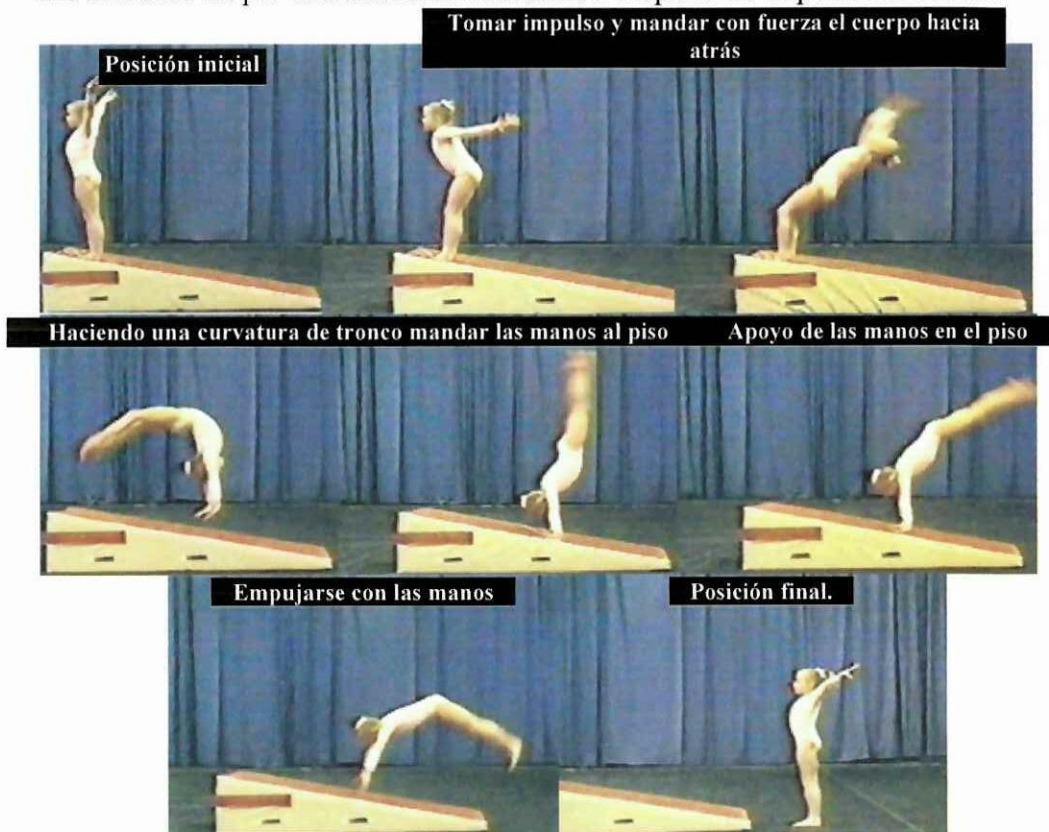 Tomar impulso y mandar con fuerza el cuerpo hacia
atrás
Posición inicial
Haciendo una curvatura de tronco mandar las manos al piso
Apoyo de las manos en el piso
Empujarse con las manos
Posición final.